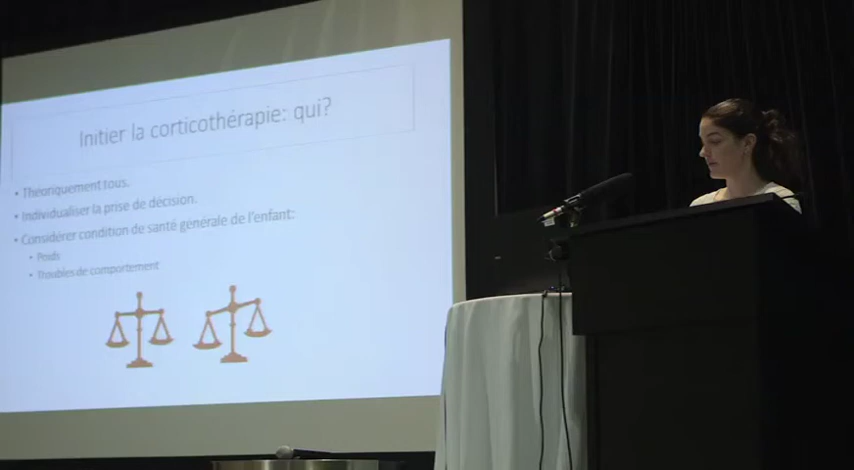 Initier la corticothérapie: qui?
• Théoriquement tous.
• Individualiser la prise de décision.
• Considérer condition de santé générale de l'enfant:
• Poids
• Troubles de comportement